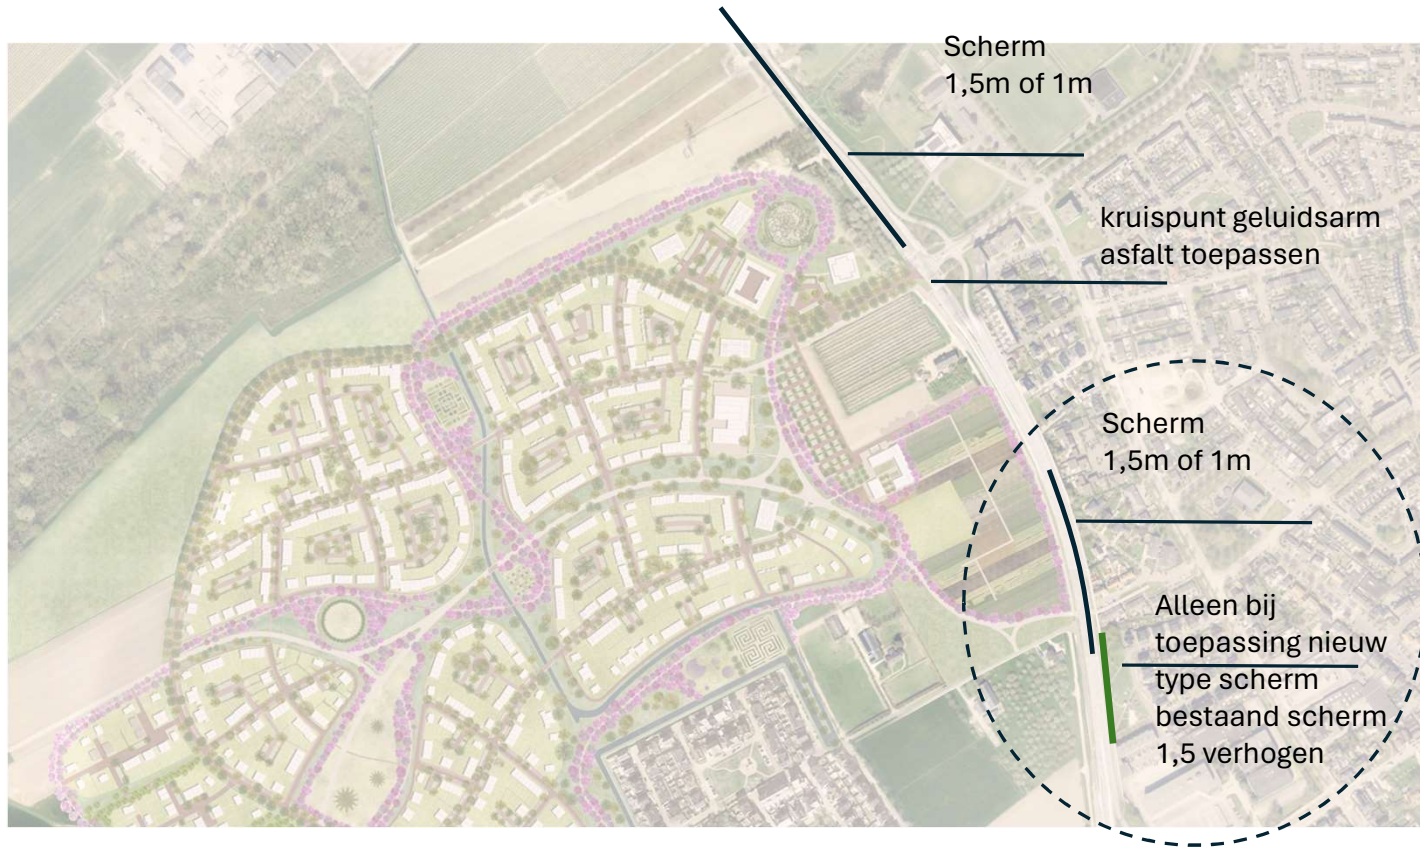 Scherm
1,5m of 1m
kruispunt geluidsarm
asfalt toepassen
Scherm
1,5m of 1m
Alleen bij
toepassing nieuw
type scherm
bestaand scherm
1,5 verhogen